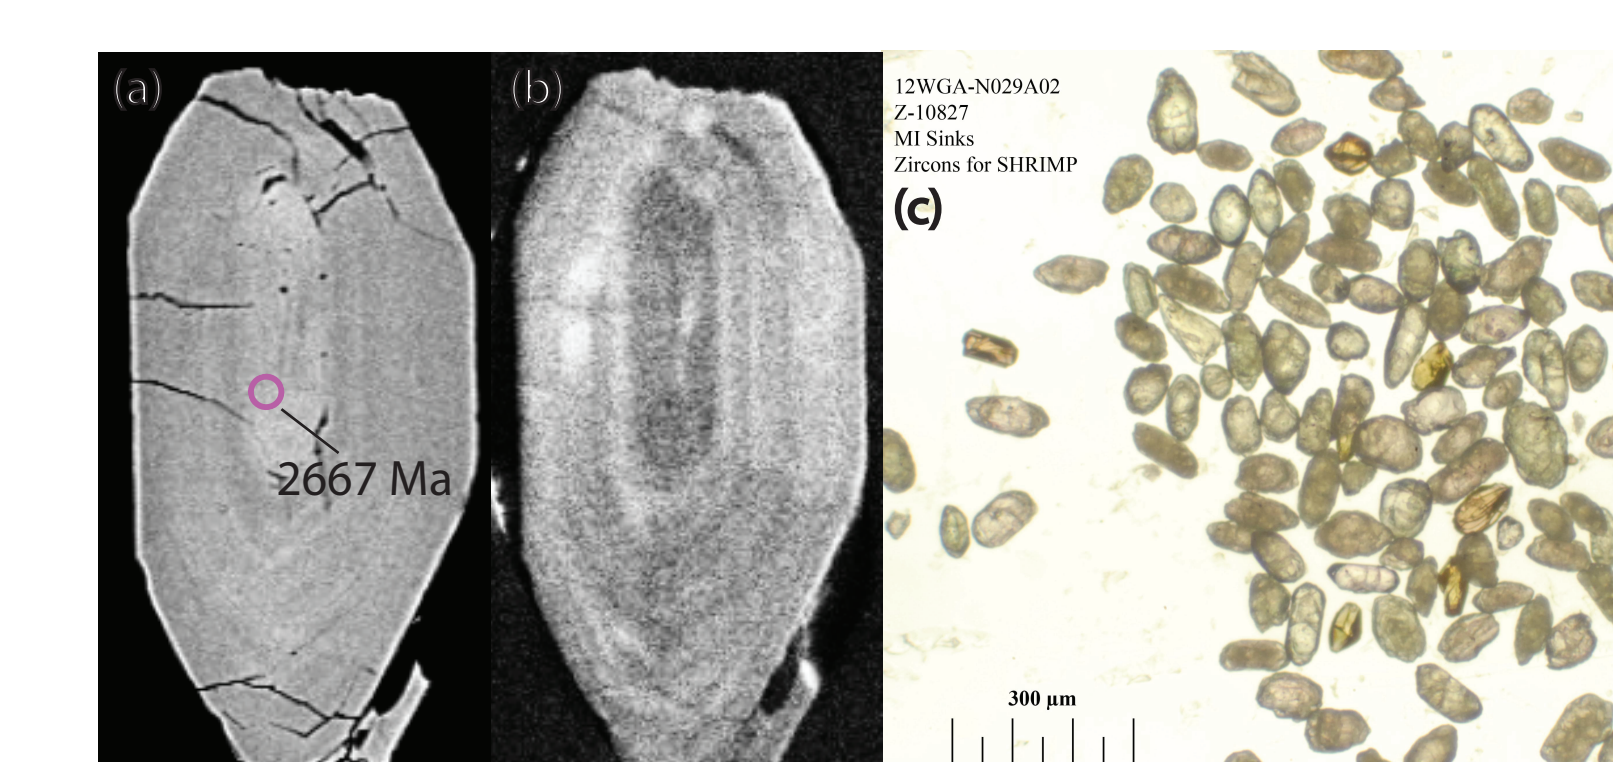 (a)
2667 Ma
(b)
12WGA-N029A02
Z-10827
MI Sinks
Zircons for SHRIMP
(c)
300 µm